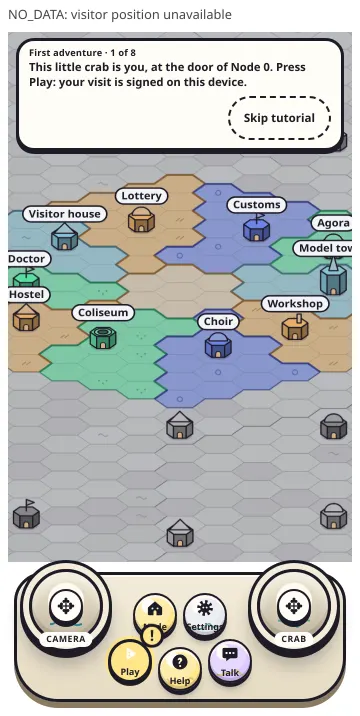 NO_DATA: visitor position unavailable
First adventure · 1 of 8
This little crab is you, at the door of Node 0. Press
Play: your visit is signed on this device.
Skip tutorial
Lottery
Customs
Visitor house
Agora
Model tow
Doctor
Hostel
Workshop
Coliseum
Choir
CAMERA
CRAB
Settings
!
Play
Help
Talk